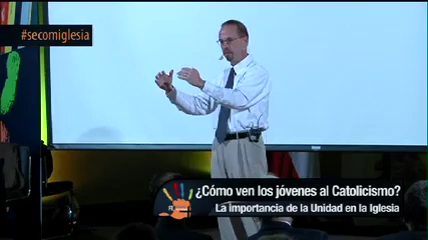 #secomiglesia
¿Cómo ven los jóvenes al Catolicismo?
La importancia de la Unidad en la Iglesia